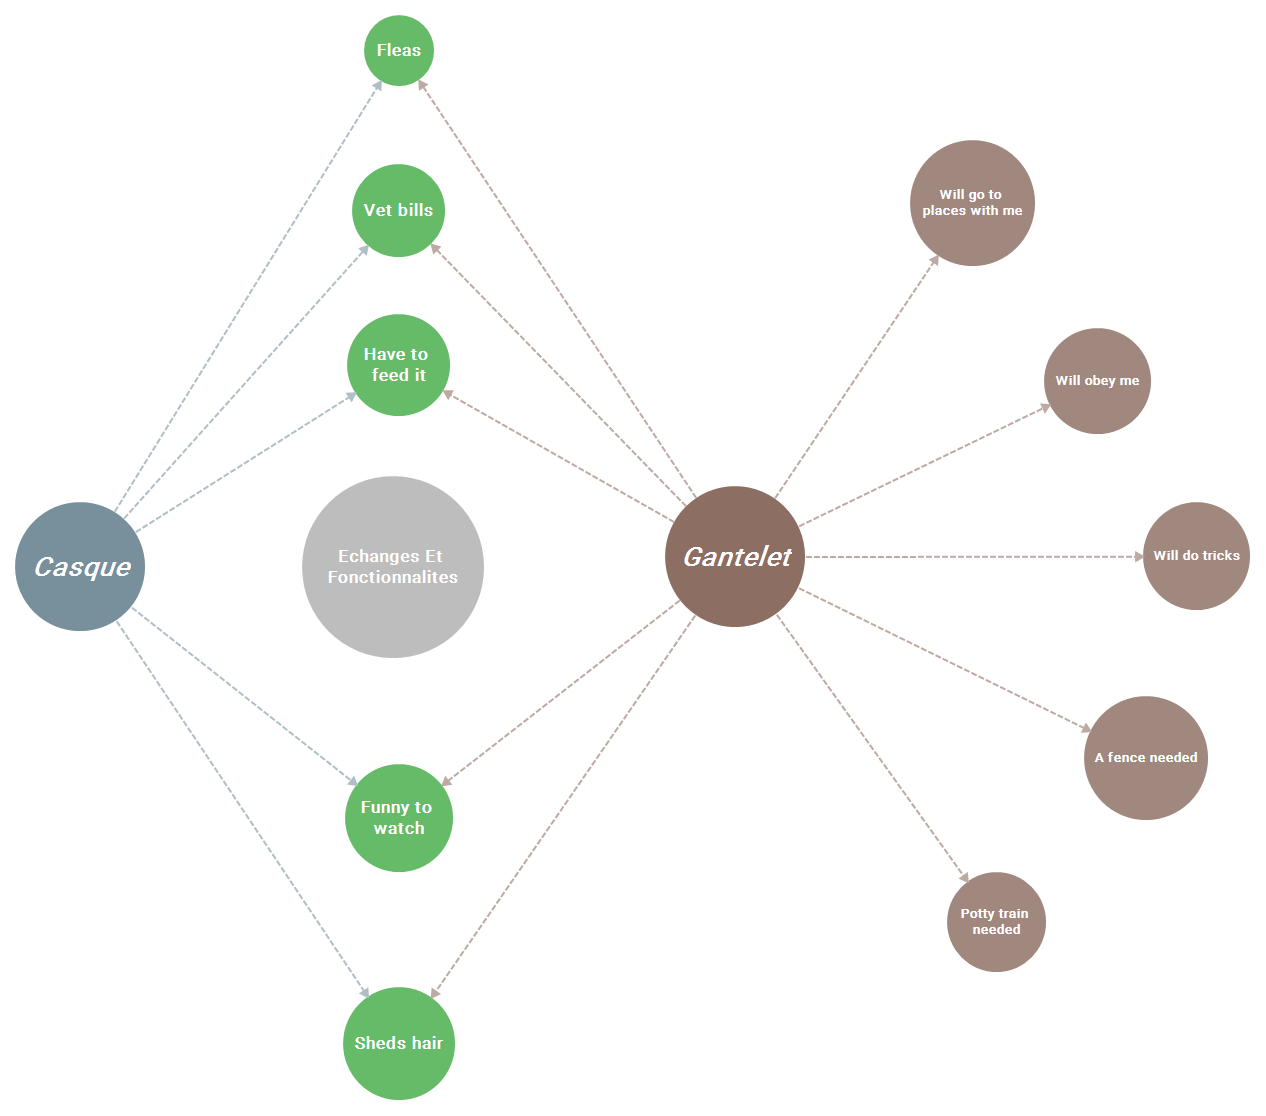 Fleas
Vet bills
Have to
feed it
Casque
Echanges Et
Fonctionnalites
Gantelet
Funny to
watch
Sheds hair
Will go to
places with me
Will obey me
Will do tricks
A fence needed
Potty train
needed